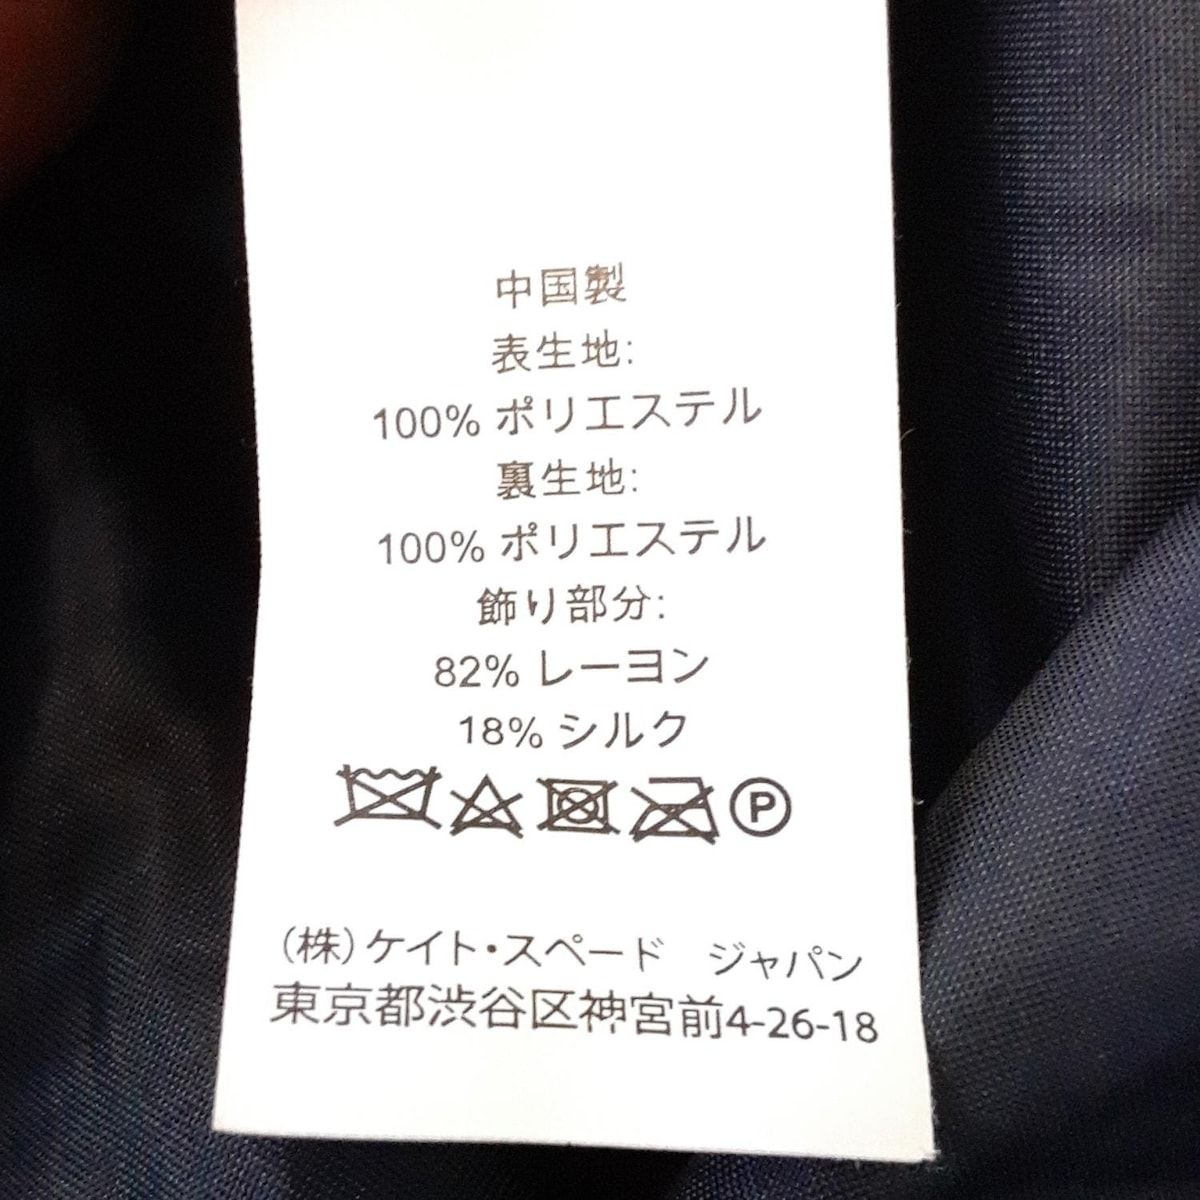 中国製
表生地:
100% ポリエステル
裏生地:
100% ポリエステル
飾り部分:
82% レーヨン
18% シルク
P
(株)ケイト・スペード ジャパン
東京都渋谷区神宮前4-26-18